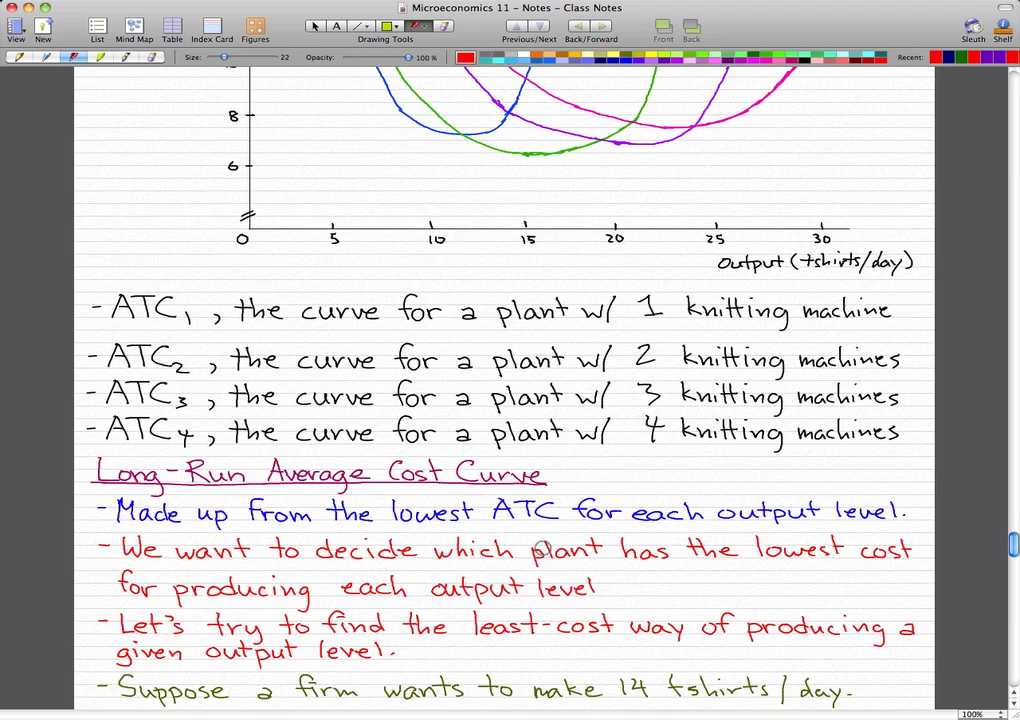 Microeconomics 11 - Notes - Class Notes
View New List Mind Map Table Index Card Figures Drawing Tools Previous/Next Back/Forward Front Back Sleuth Shelf
Size: 22 Opacity: 100 % Recent:
8
6
0 5 10 15 20 25 30
Output (tshirts/day)
- ATC1, the curve for a plant w/ 1 knitting machine
- ATC2, the curve for a plant w/ 2 knitting machines
- ATC3, the curve for a plant w/ 3 knitting machines
- ATC4, the curve for a plant w/ 4 knitting machines
Long-Run Average Cost Curve
- Made up from the lowest ATC for each output level.
- We want to decide which plant has the lowest cost
for producing each output level
- Let's try to find the least-cost way of producing a
given output level.
- Suppose a firm wants to make 14 tshirts/day.
100%